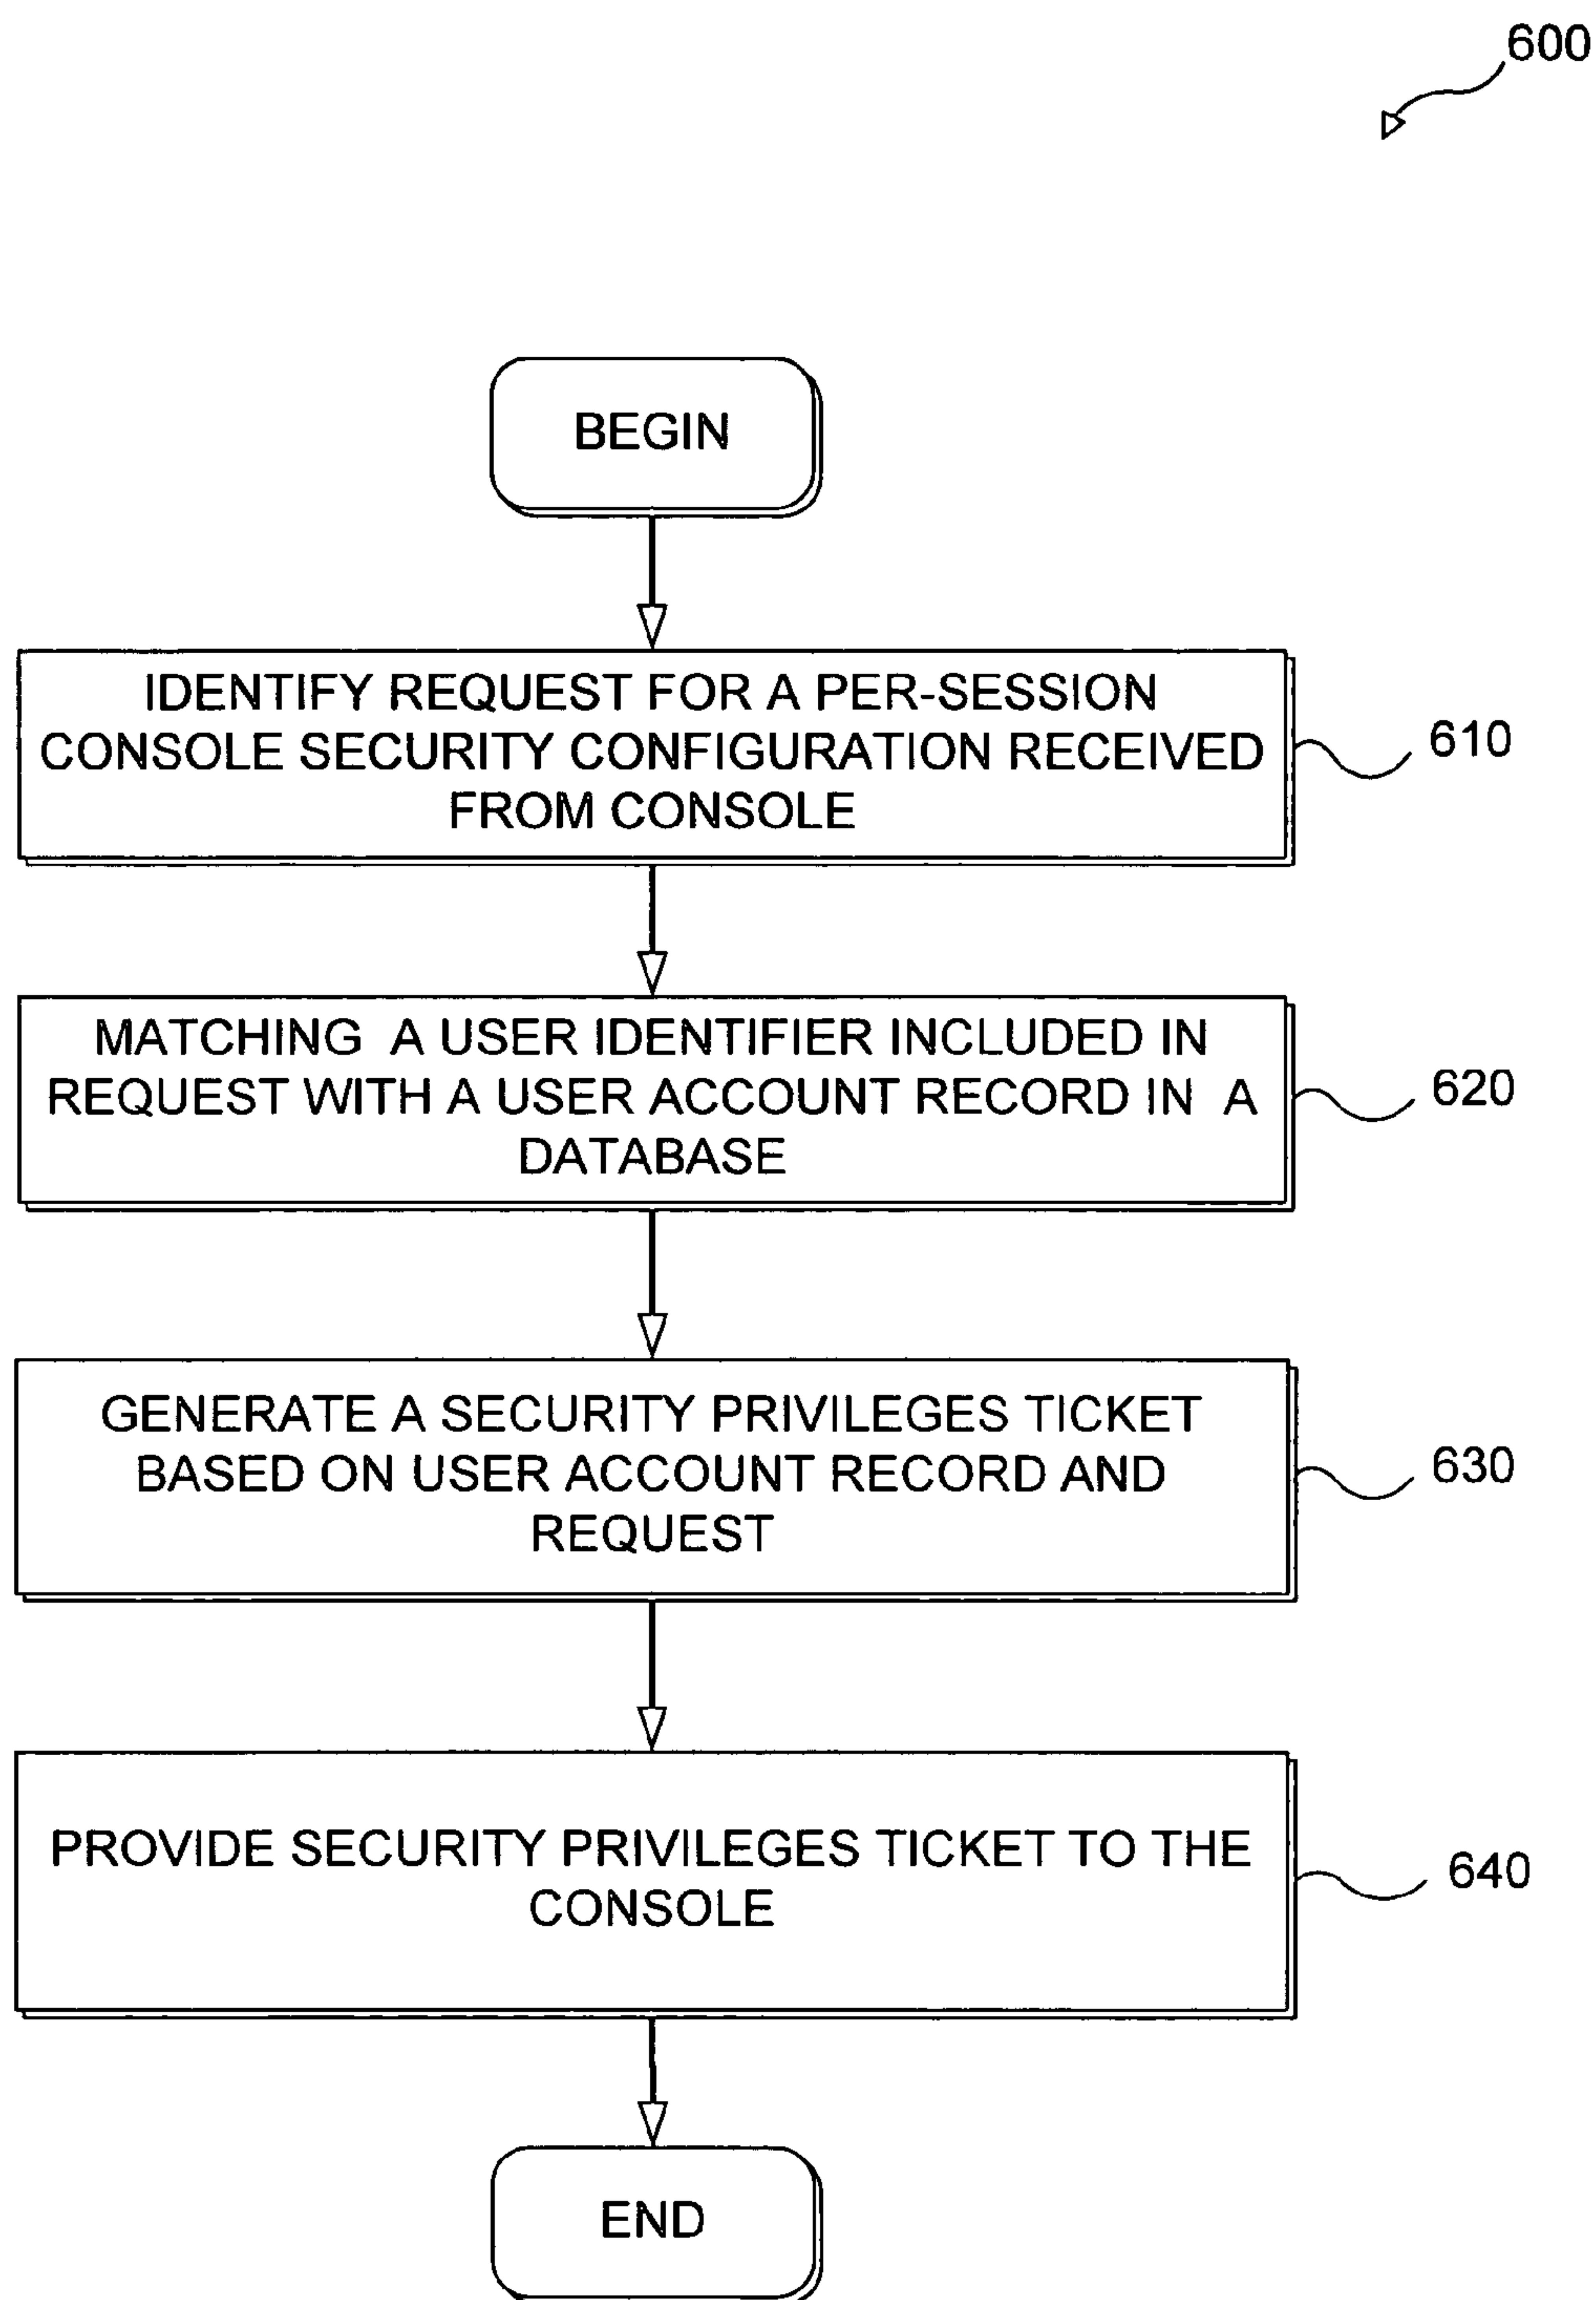 600
BEGIN
IDENTIFY REQUEST FOR A PER-SESSION
CONSOLE SECURITY CONFIGURATION RECEIVED
FROM CONSOLE
610
MATCHING A USER IDENTIFIER INCLUDED IN
REQUEST WITH A USER ACCOUNT RECORD IN A
DATABASE
620
GENERATE A SECURITY PRIVILEGES TICKET
BASED ON USER ACCOUNT RECORD AND
REQUEST
630
PROVIDE SECURITY PRIVILEGES TICKET TO THE
CONSOLE
640
END